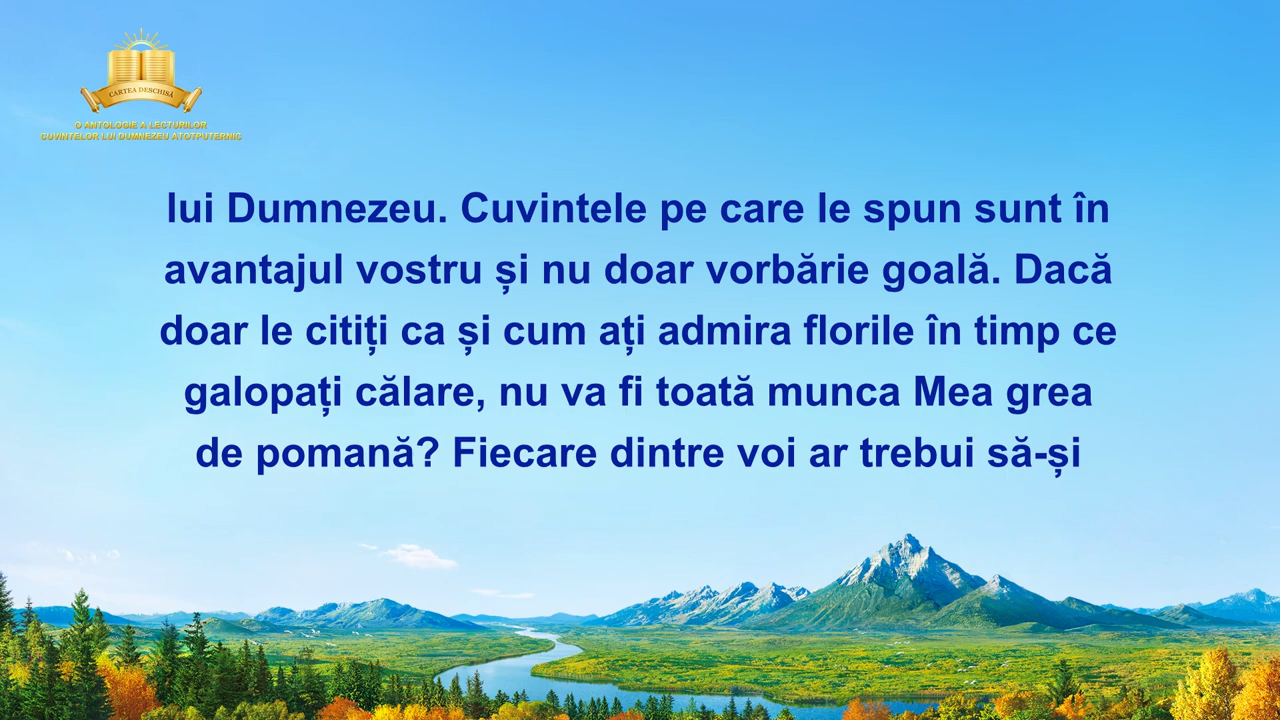 CARTEA DESCHISĂ
O ANTOLOGIE A LECTURILOR
CUVINTELOR LUI DUMNEZEU ATOTPUTERNIC
lui Dumnezeu. Cuvintele pe care le spun sunt în
avantajul vostru și nu doar vorbărie goală. Dacă
doar le citiți ca și cum ați admira florile în timp ce
galopați călare, nu va fi toată munca Mea grea
de pomană? Fiecare dintre voi ar trebui să-și